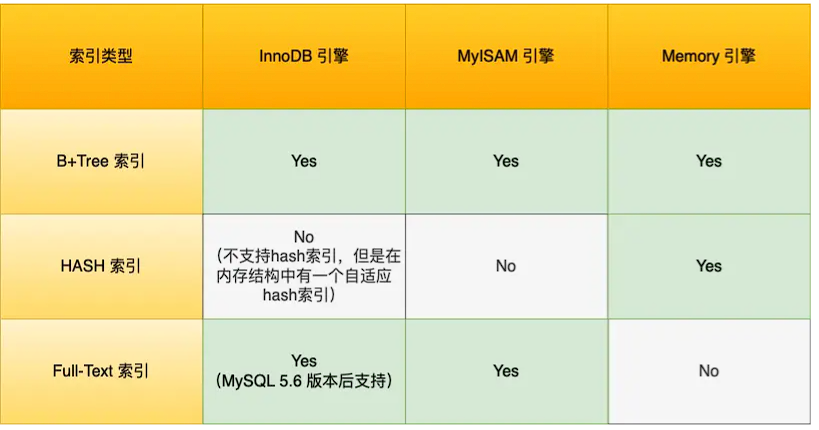 索引类型
InnoDB 引擎
MyISAM 引擎
Memory 引擎
B+Tree 索引
Yes
Yes
Yes
HASH 索引
No
（不支持hash索引，但是在
内存结构中有一个自适应
hash索引）
No
Yes
Full-Text 索引
Yes
（MySQL 5.6 版本后支持）
Yes
No